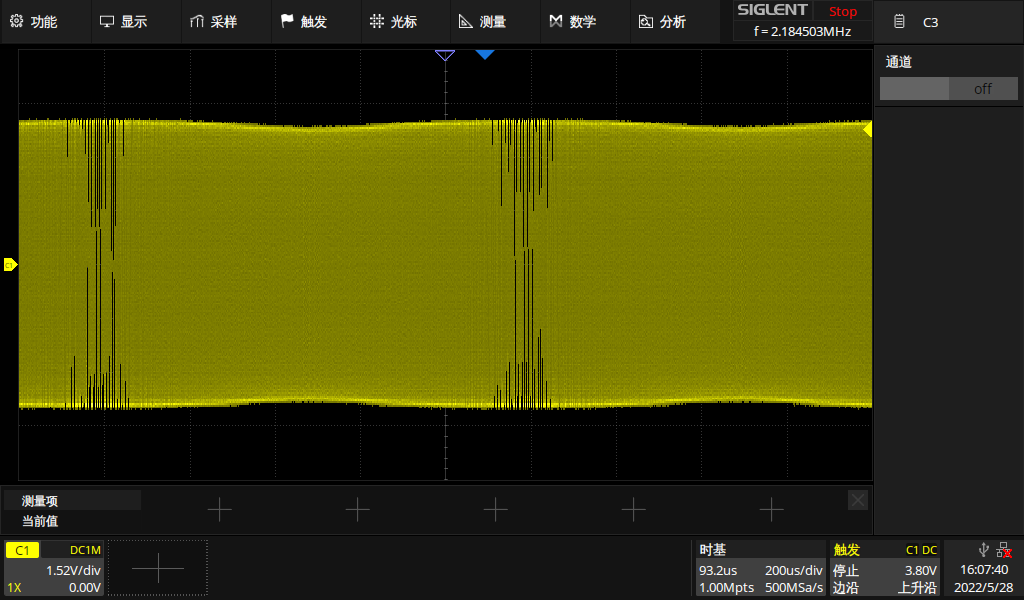 功能 显示 采样 触发 光标 测量 数学 分析 SIGLENT Stop
f = 2.184503MHz
C3
通道
off
C1
测量项
当前值
C1 DC1M
1.52V/div
1X 0.00V
时基
93.2us 200us/div
1.00Mpts 500MSa/s
触发 C1 DC
停止 3.80V
边沿 上升沿
16:07:40
2022/5/28